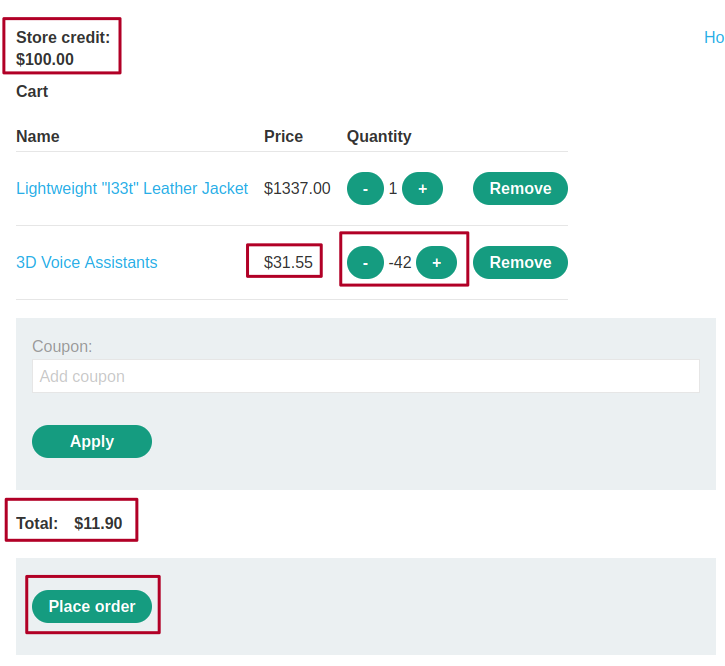 Store credit:
$100.00
Ho
Cart
Name Price Quantity
Lightweight "l33t" Leather Jacket $1337.00 - 1 + Remove
3D Voice Assistants $31.55 - -42 + Remove
Coupon:
Add coupon
Apply
Total: $11.90
Place order